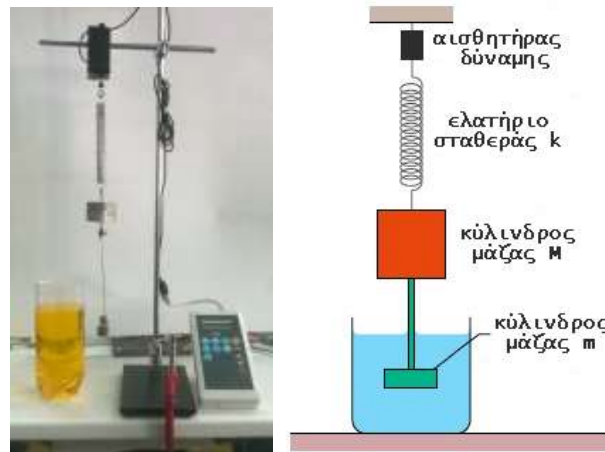 αισθητήρας
δύναμης
ελατήριο
σταθεράς k
κύλινδρος
μάζας M
κύλινδρος
μάζας m